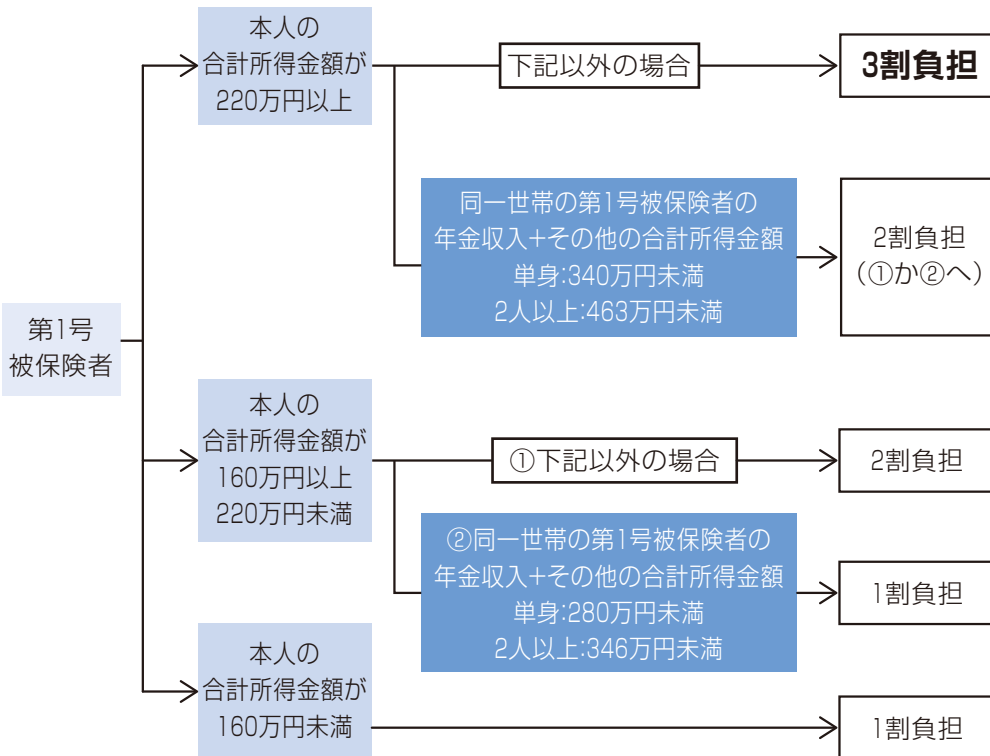 第1号
被保険者
本人の
合計所得金額が
220万円以上
下記以外の場合
3割負担
同一世帯の第1号被保険者の
年金収入+その他の合計所得金額
単身:340万円未満
2人以上:463万円未満
2割負担
(①か②へ)
本人の
合計所得金額が
160万円以上
220万円未満
①下記以外の場合
2割負担
②同一世帯の第1号被保険者の
年金収入+その他の合計所得金額
単身:280万円未満
2人以上:346万円未満
1割負担
本人の
合計所得金額が
160万円未満
1割負担